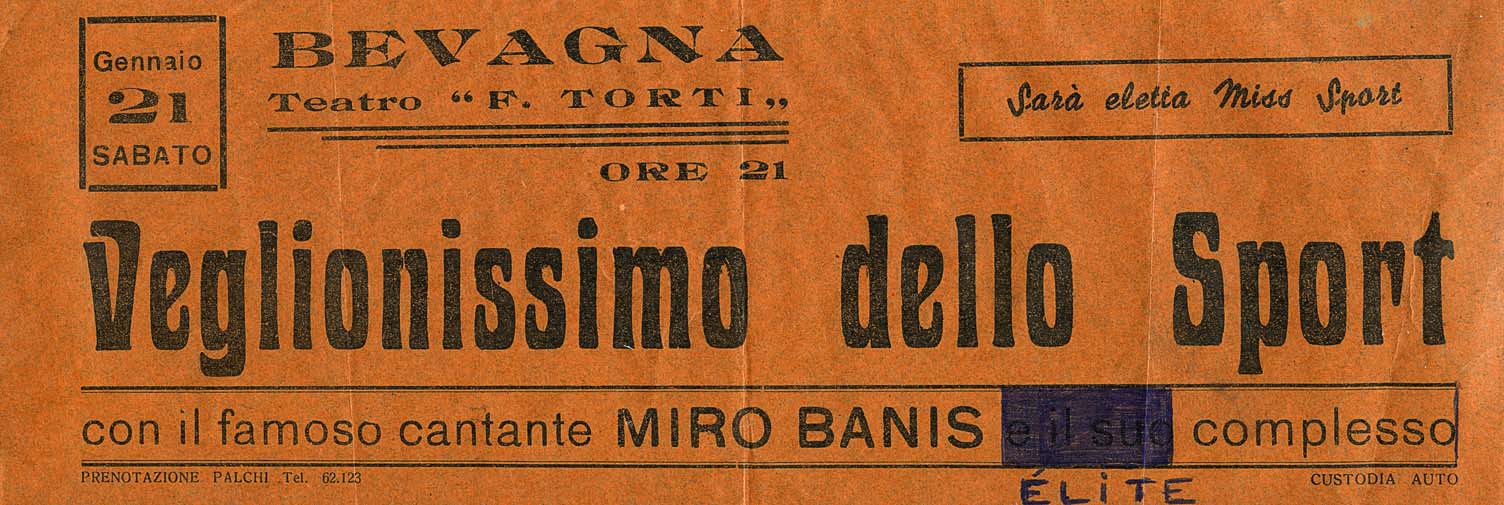 Gennaio
21
SABATO
BEVAGNA
Teatro “F. TORTI„
ORE 21
Sarà eletta Miss Sport
Veglionissimo dello Sport
con il famoso cantante MIRO BANIS e il suo complesso
ÉLiTE
PRENOTAZIONE PALCHI Tel. 62.123
CUSTODIA AUTO